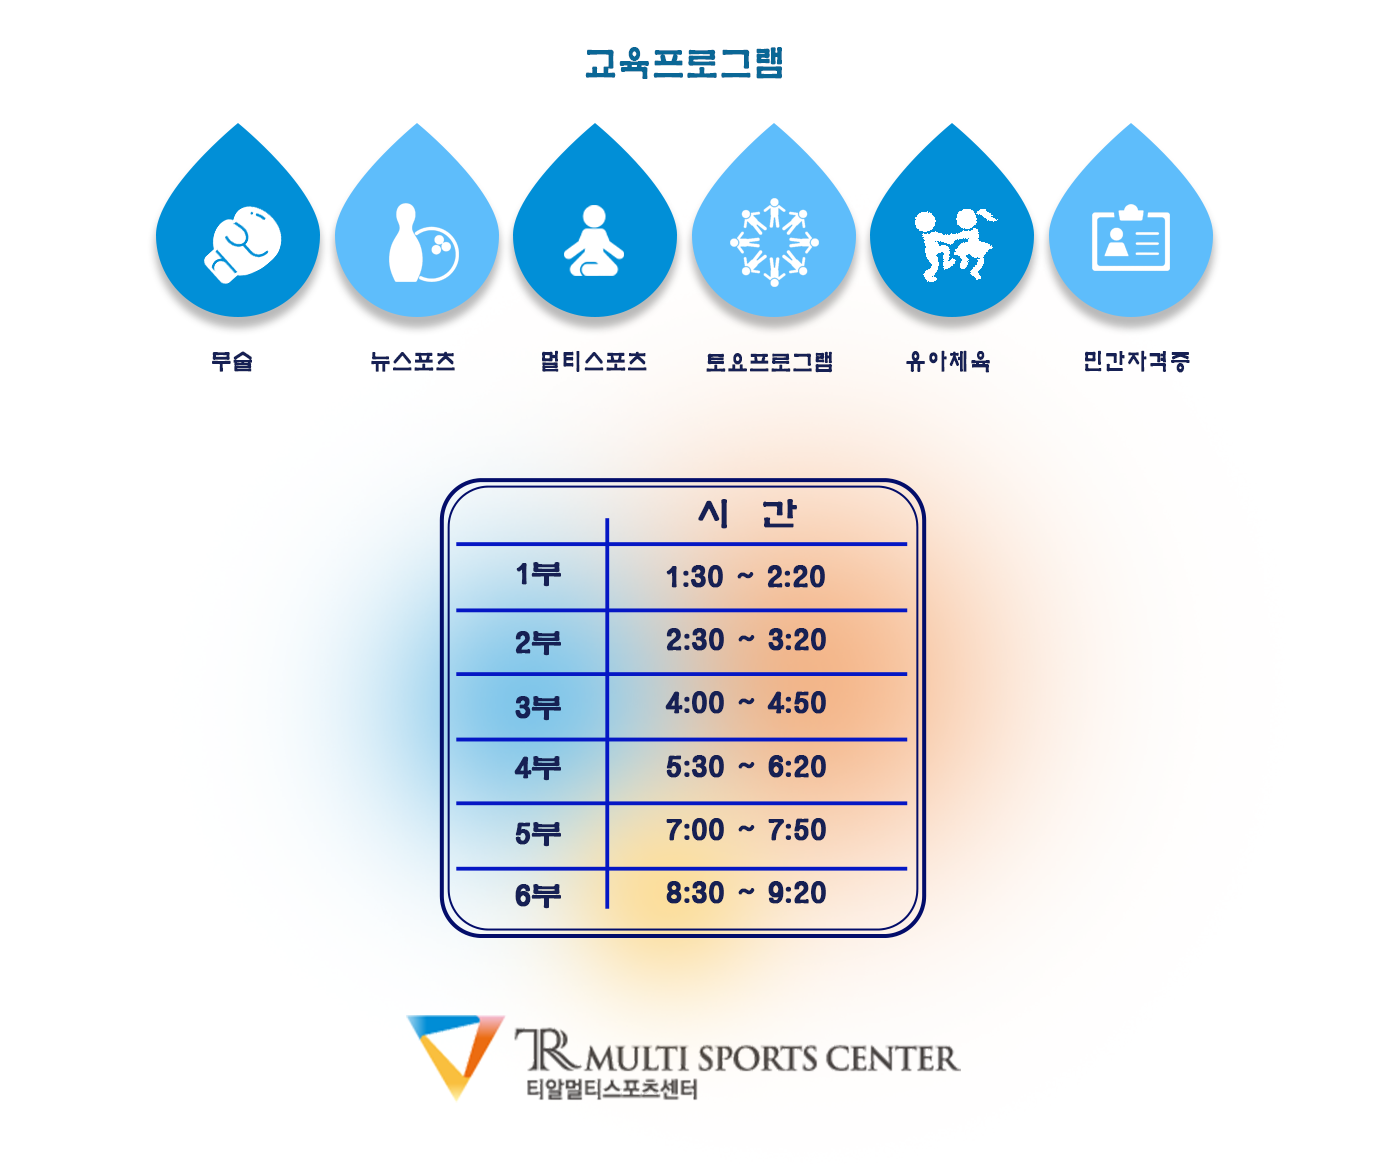 교육프로그램
무술 뉴스포츠 멀티스포츠 토요프로그램 유아체육 민간자격증
시 간
1부 1:30 ~ 2:20
2부 2:30 ~ 3:20
3부 4:00 ~ 4:50
4부 5:30 ~ 6:20
5부 7:00 ~ 7:50
6부 8:30 ~ 9:20
TR MULTI SPORTS CENTER
티알멀티스포츠센터